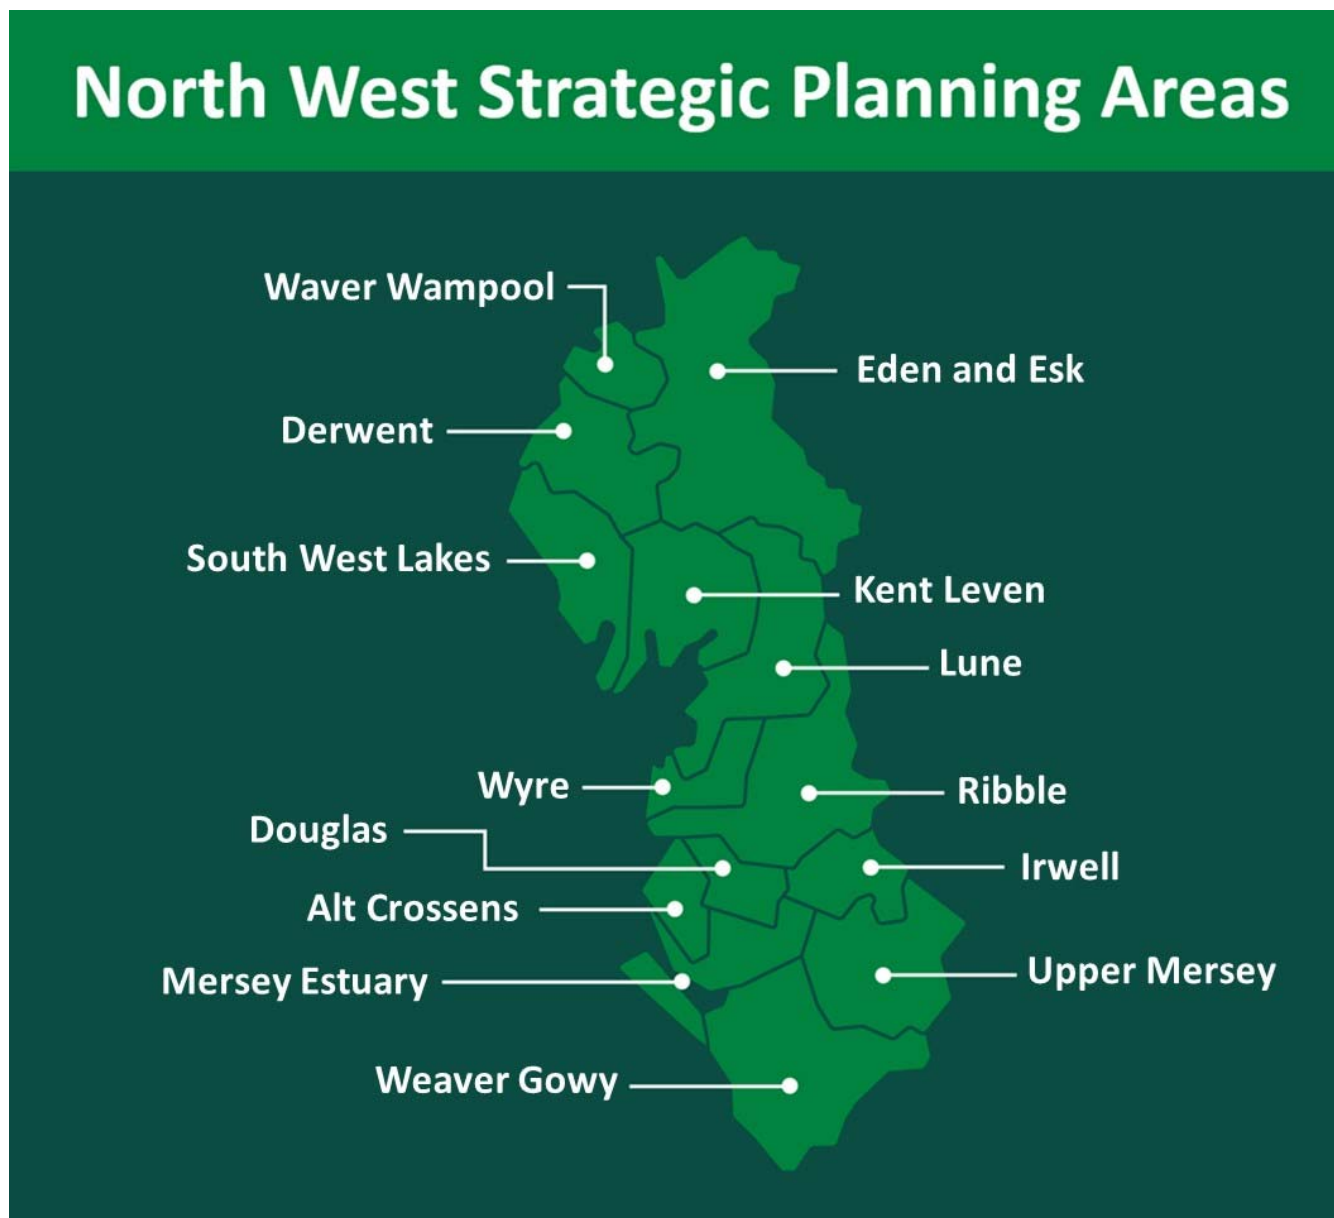 North West Strategic Planning Areas
Waver Wampool
Eden and Esk
Derwent
South West Lakes
Kent Leven
Lune
Wyre
Ribble
Douglas
Irwell
Alt Crossens
Mersey Estuary
Upper Mersey
Weaver Gowy